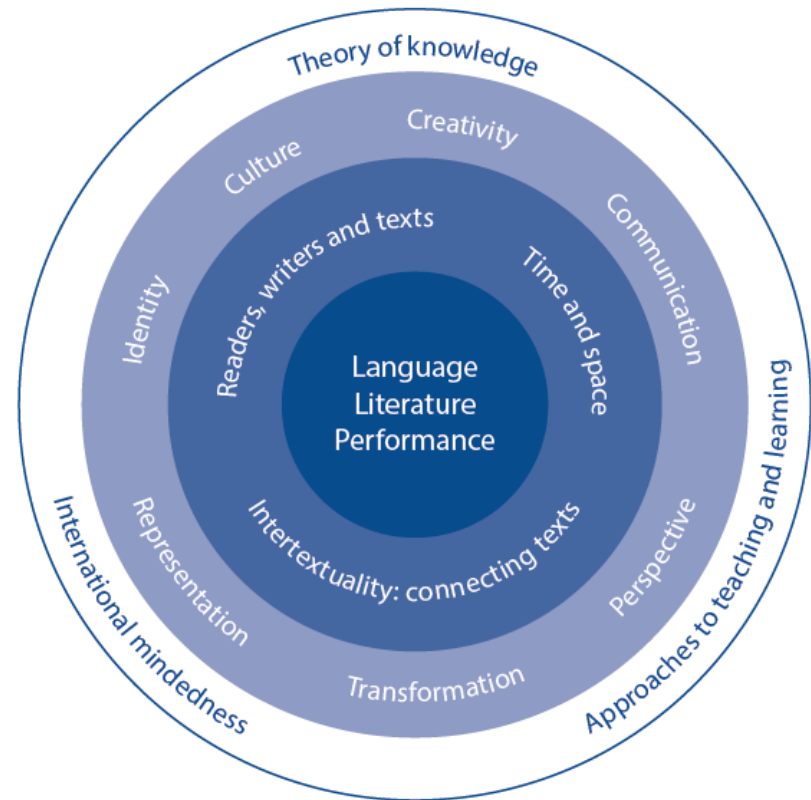 Theory of knowledge
Creativity
Culture
Communication
Identity
Readers, writers and texts
Time and space
Language
Literature
Performance
Intertextuality: connecting texts
Representation
Perspective
Transformation
International mindedness
Approaches to teaching and learning